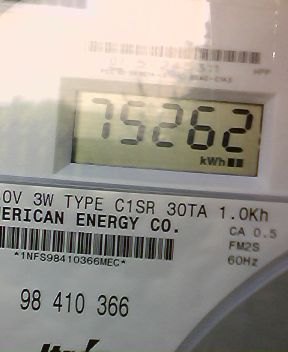 75262
kWh
0V 3W TYPE C1SR 30TA 1.0Kh
ERICAN ENERGY CO.
CA 0.5
FM2S
60Hz
*1NFS98410366MEC*
98 410 366